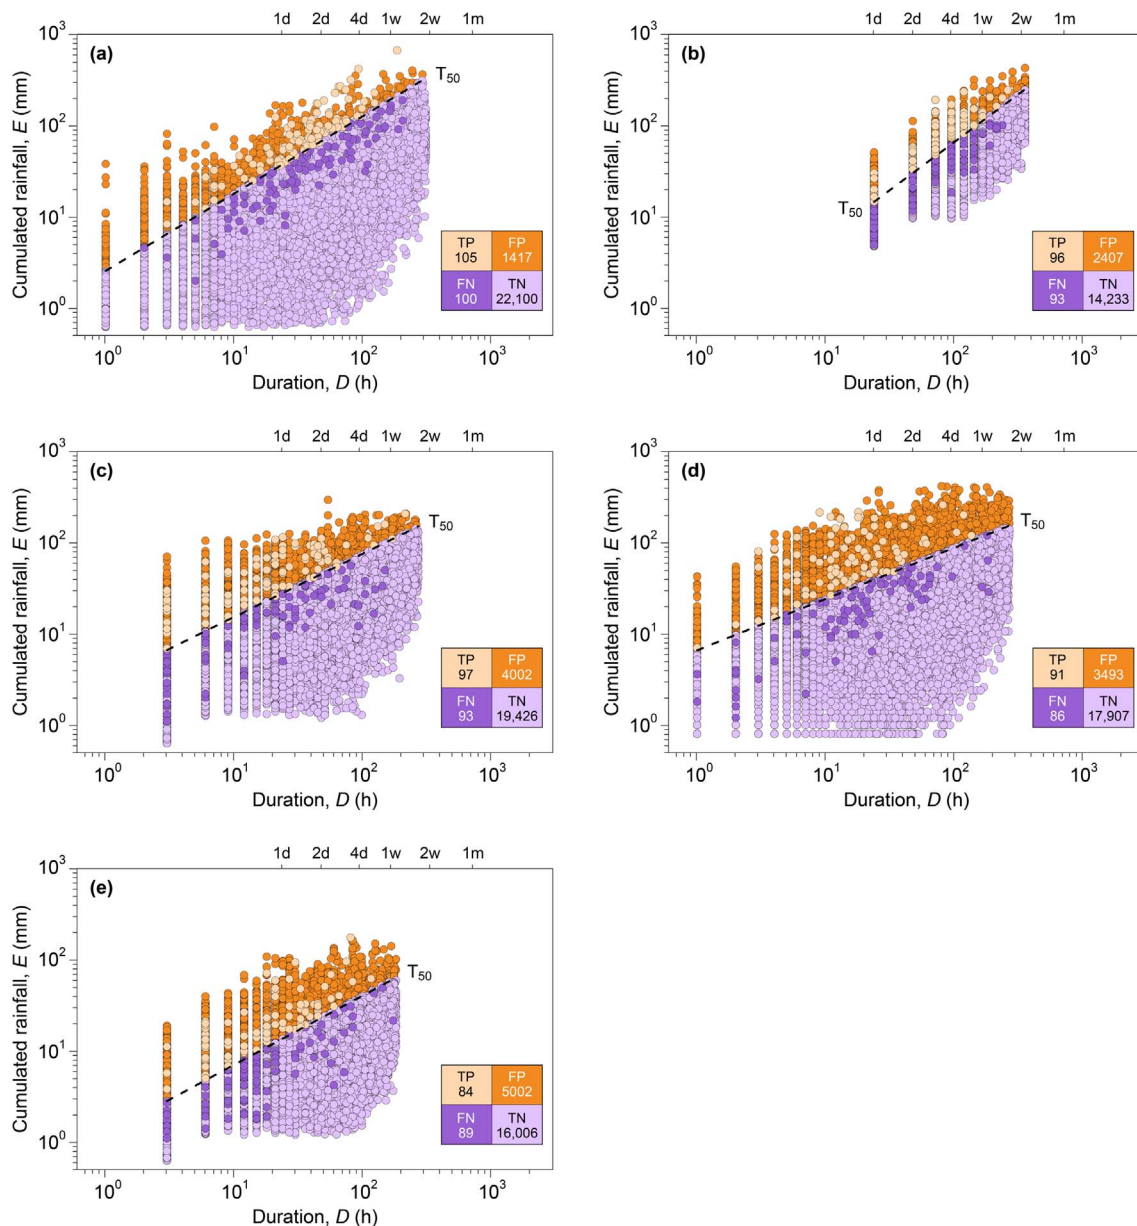 1d 2d 4d 1w 2w 1m
(a)
Cumulated rainfall, E (mm)
10³
10²
10¹
10⁰
T₅₀
TP 105
FP 1417
FN 100
TN 22,100
10⁰ 10¹ 10² 10³
Duration, D (h)
1d 2d 4d 1w 2w 1m
(b)
Cumulated rainfall, E (mm)
10³
10²
10¹
10⁰
T₅₀
TP 96
FP 2407
FN 93
TN 14,233
10⁰ 10¹ 10² 10³
Duration, D (h)
1d 2d 4d 1w 2w 1m
(c)
Cumulated rainfall, E (mm)
10³
10²
10¹
10⁰
T₅₀
TP 97
FP 4002
FN 93
TN 19,426
10⁰ 10¹ 10² 10³
Duration, D (h)
1d 2d 4d 1w 2w 1m
(d)
Cumulated rainfall, E (mm)
10³
10²
10¹
10⁰
T₅₀
TP 91
FP 3493
FN 86
TN 17,907
10⁰ 10¹ 10² 10³
Duration, D (h)
1d 2d 4d 1w 2w 1m
(e)
Cumulated rainfall, E (mm)
10³
10²
10¹
10⁰
T₅₀
TP 84
FP 5002
FN 89
TN 16,006
10⁰ 10¹ 10² 10³
Duration, D (h)